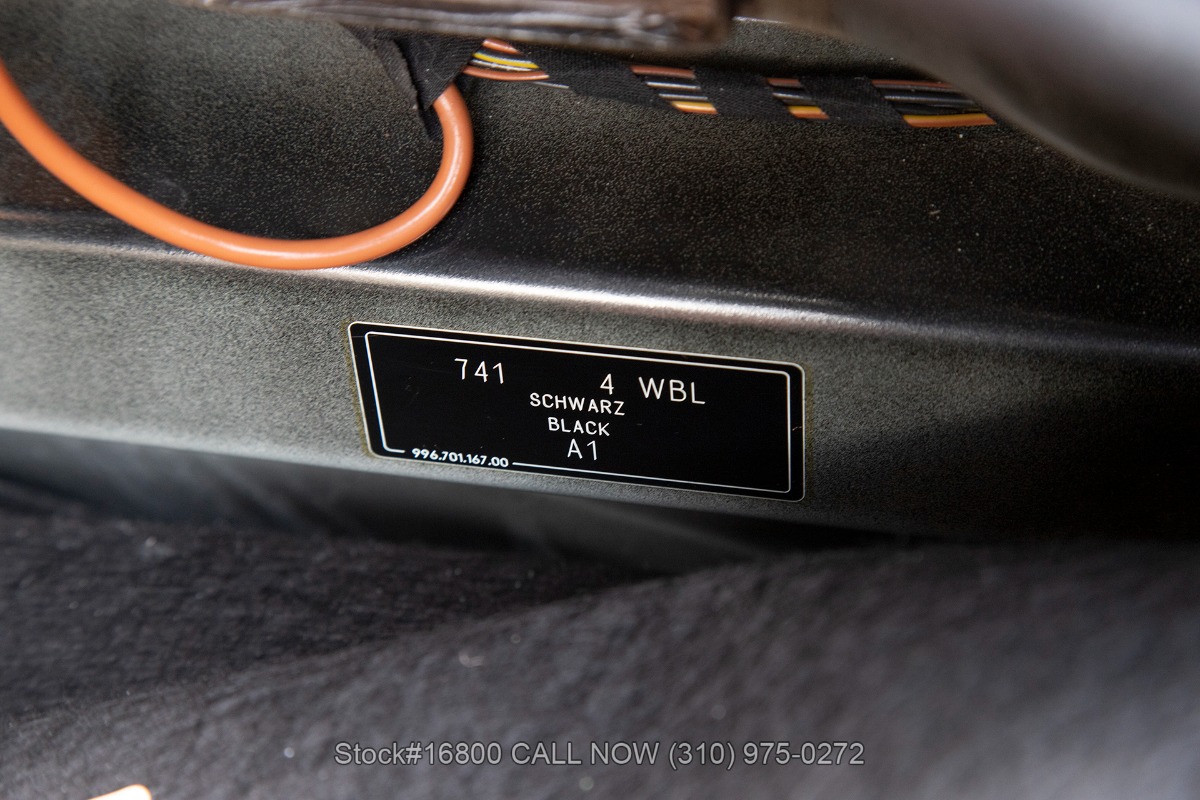 741 4 WBL
SCHWARZ
BLACK
A1
996.701.167.00
Stock#16800 CALL NOW (310) 975-0272